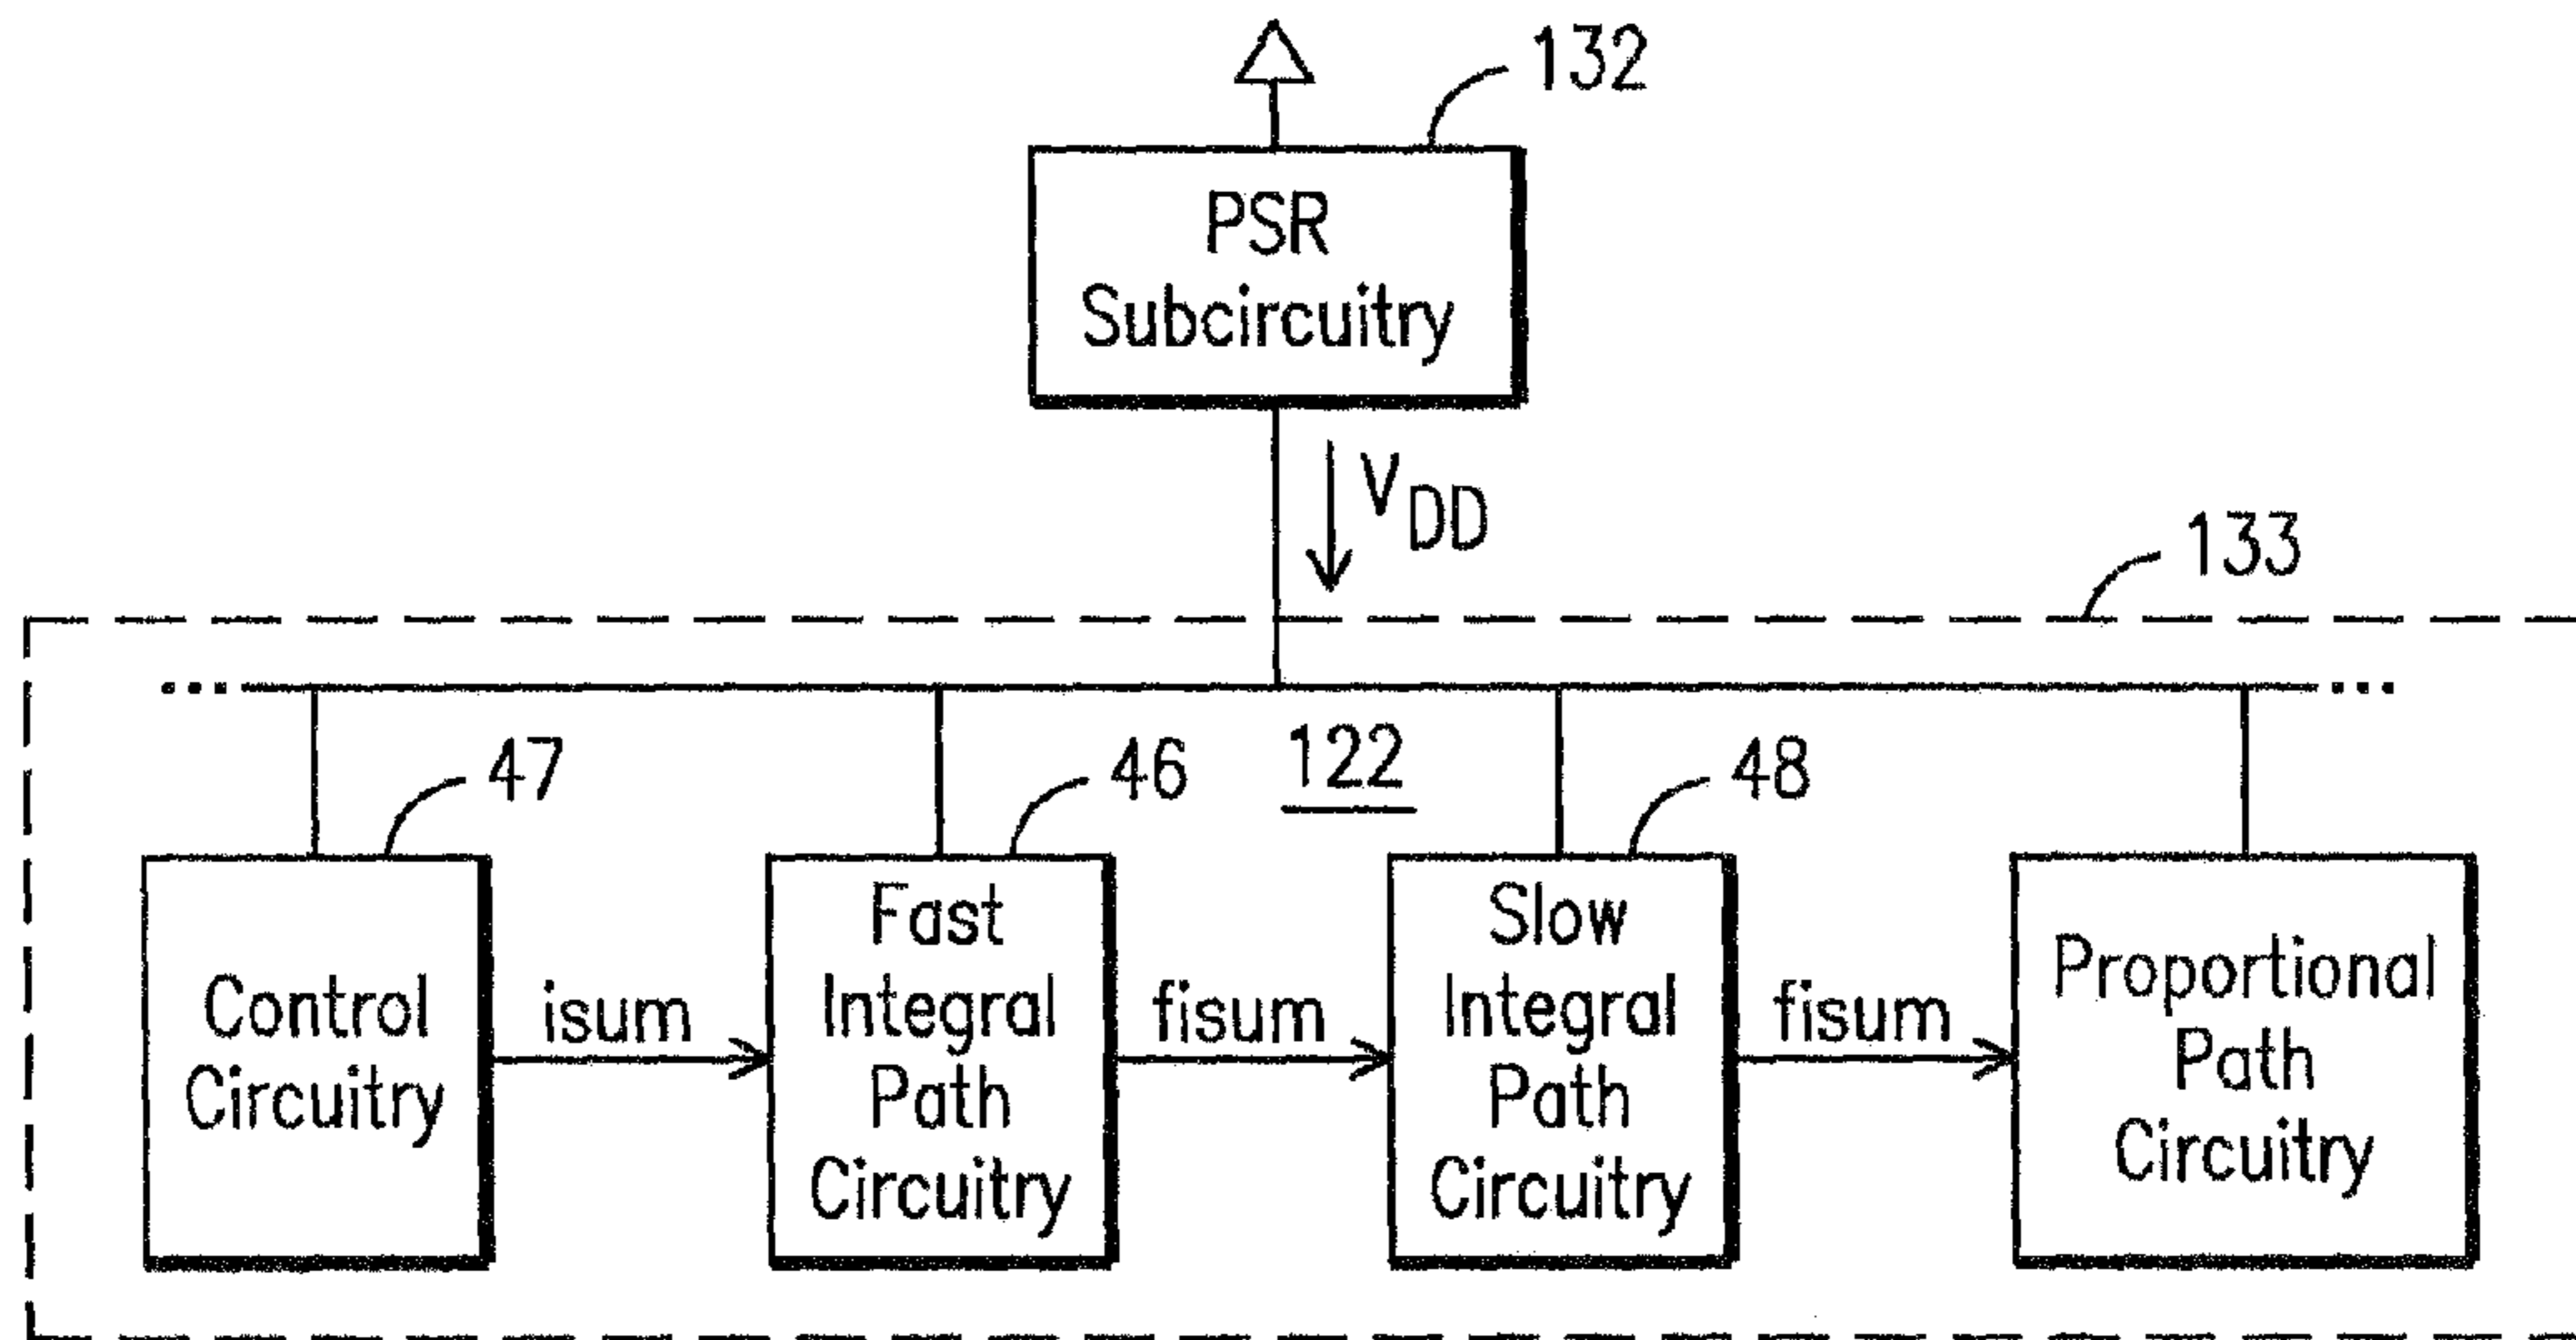 132
PSR
Subcircuitry
VDD
133
...
...
47
46
122
48
Control
Circuitry
isum
Fast
Integral
Path
Circuitry
fisum
Slow
Integral
Path
Circuitry
fisum
Proportional
Path
Circuitry